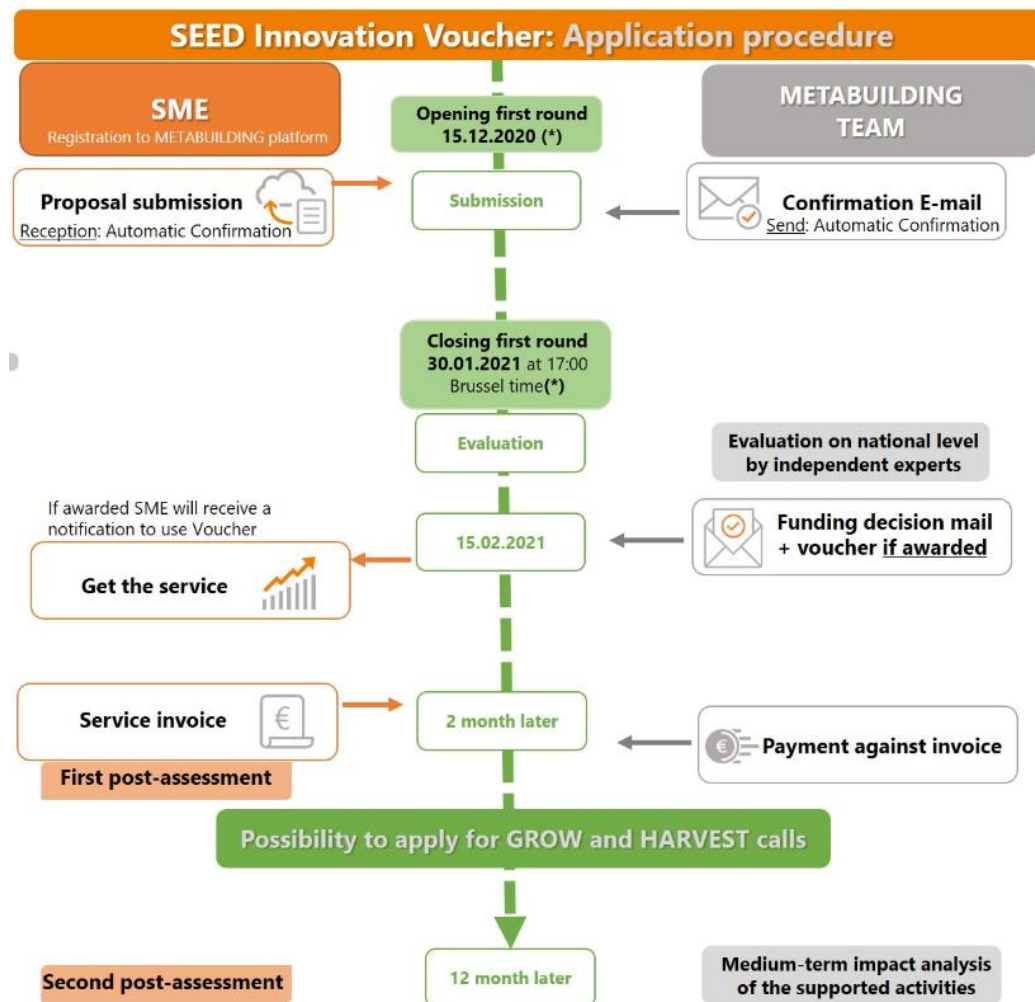 SEED Innovation Voucher: Application procedure
SME
Registration to METABUILDING platform
Opening first round
15.12.2020 (*)
METABUILDING
TEAM
Proposal submission
Reception: Automatic Confirmation
Submission
Confirmation E-mail
Send: Automatic Confirmation
Closing first round
30.01.2021 at 17:00
Brussel time(*)
Evaluation
Evaluation on national level
by independent experts
If awarded SME will receive a
notification to use Voucher
Get the service
15.02.2021
Funding decision mail
+ voucher if awarded
Service invoice
€
2 month later
€
Payment against invoice
First post-assessment
Possibility to apply for GROW and HARVEST calls
Second post-assessment
12 month later
Medium-term impact analysis
of the supported activities